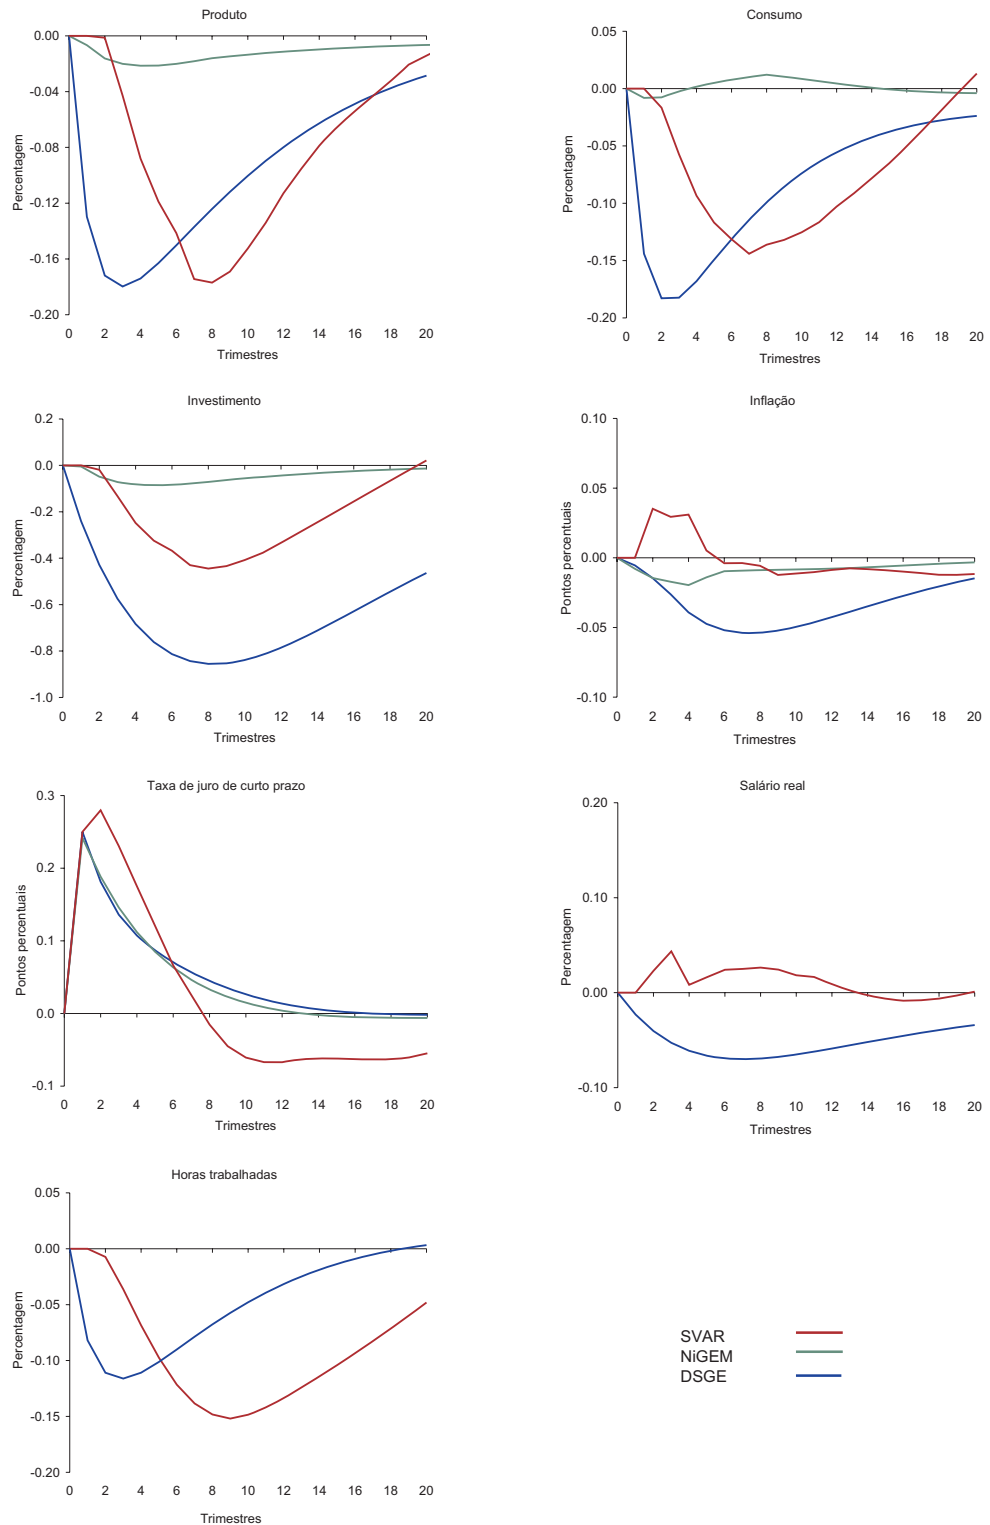 Produto
0.00
-0.04
-0.08
-0.12
-0.16
-0.20
Percentagem
0 2 4 6 8 10 12 14 16 18 20
Trimestres
Consumo
0.05
0.00
-0.05
-0.10
-0.15
-0.20
Percentagem
0 2 4 6 8 10 12 14 16 18 20
Trimestres
Investimento
0.2
0.0
-0.2
-0.4
-0.6
-0.8
-1.0
Percentagem
0 2 4 6 8 10 12 14 16 18 20
Trimestres
Inflação
0.10
0.05
0.00
-0.05
-0.10
Pontos percentuais
0 2 4 6 8 10 12 14 16 18 20
Trimestres
Taxa de juro de curto prazo
0.3
0.2
0.1
0.0
-0.1
Pontos percentuais
0 2 4 6 8 10 12 14 16 18 20
Trimestres
Salário real
0.20
0.10
0.00
-0.10
Percentagem
0 2 4 6 8 10 12 14 16 18 20
Trimestres
Horas trabalhadas
0.05
0.00
-0.05
-0.10
-0.15
-0.20
Percentagem
0 2 4 6 8 10 12 14 16 18 20
Trimestres
SVAR
NiGEM
DSGE